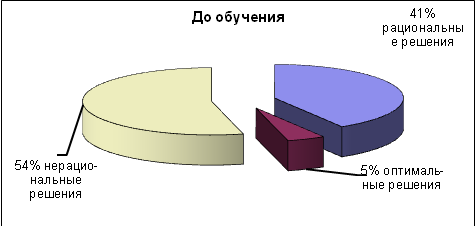 До обучения
41%
рациональны
е решения
54% нерацио-
нальные
решения
5% оптималь-
ные решения